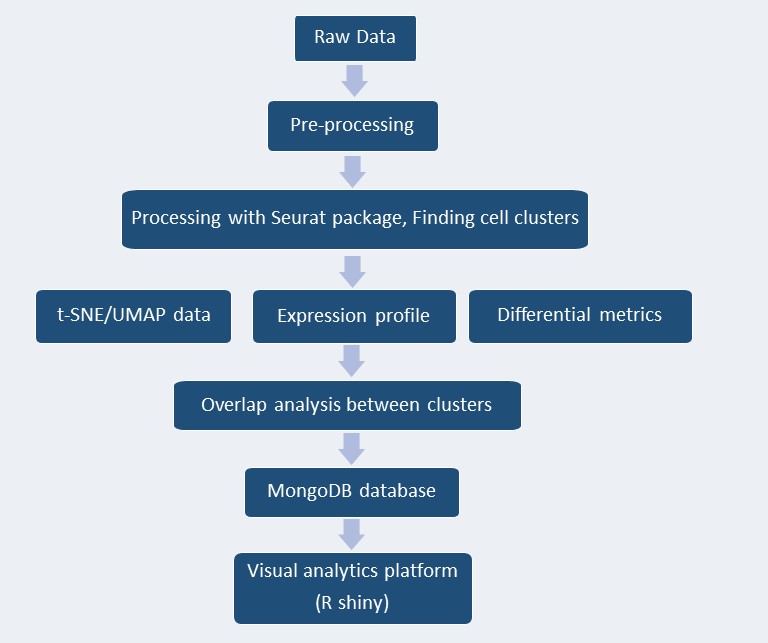 Raw Data
Pre-processing
Processing with Seurat package, Finding cell clusters
t-SNE/UMAP data
Expression profile
Differential metrics
Overlap analysis between clusters
MongoDB database
Visual analytics platform
(R shiny)